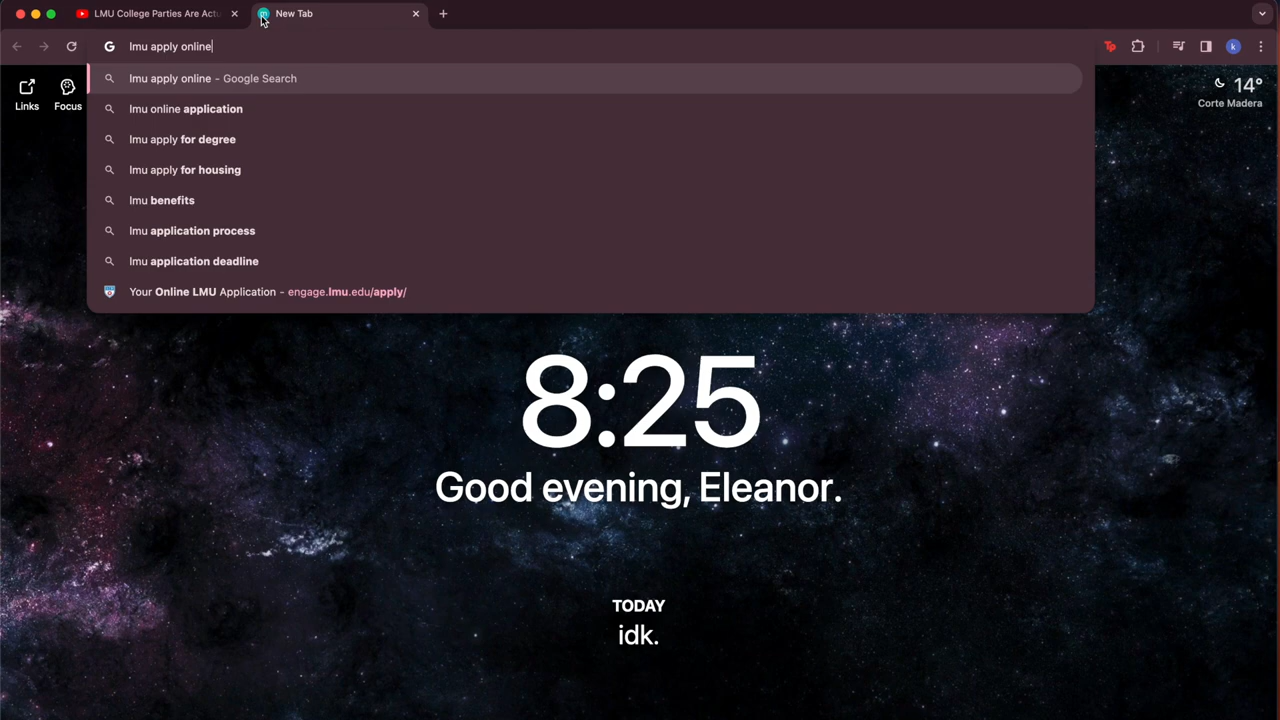 LMU College Parties Are Actu
New Tab
lmu apply online
lmu apply online - Google Search
lmu online application
lmu apply for degree
lmu apply for housing
lmu benefits
lmu application process
lmu application deadline
Your Online LMU Application - engage.lmu.edu/apply/
Links
Focus
14°
Corte Madera
8:25
Good evening, Eleanor.
TODAY
idk.